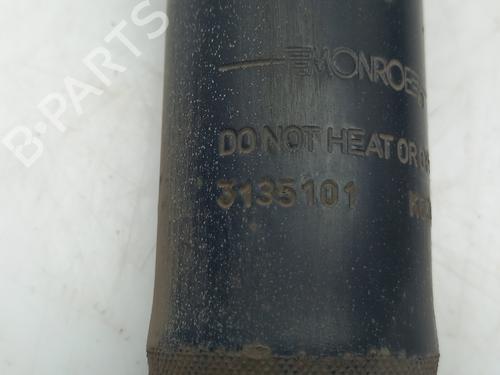 B-PARTS
MONROE
DO NOT HEAT OR
3135101